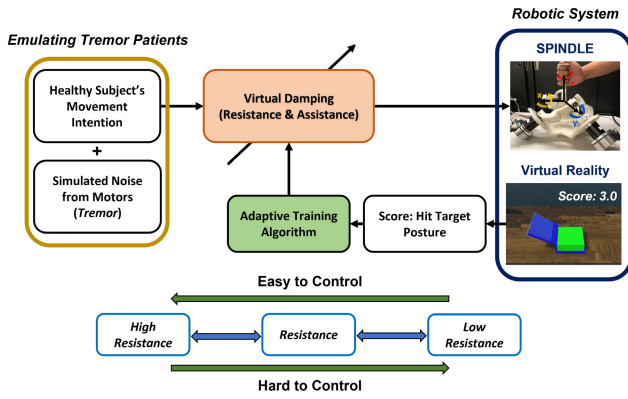 Emulating Tremor Patients
Healthy Subject's
Movement
Intention
+
Simulated Noise
from Motors
(Tremor)
Virtual Damping
(Resistance & Assistance)
Adaptive Training
Algorithm
Score: Hit Target
Posture
Robotic System
SPINDLE
X
Y
Virtual Reality
Score: 3.0
Easy to Control
High
Resistance
Resistance
Low
Resistance
Hard to Control